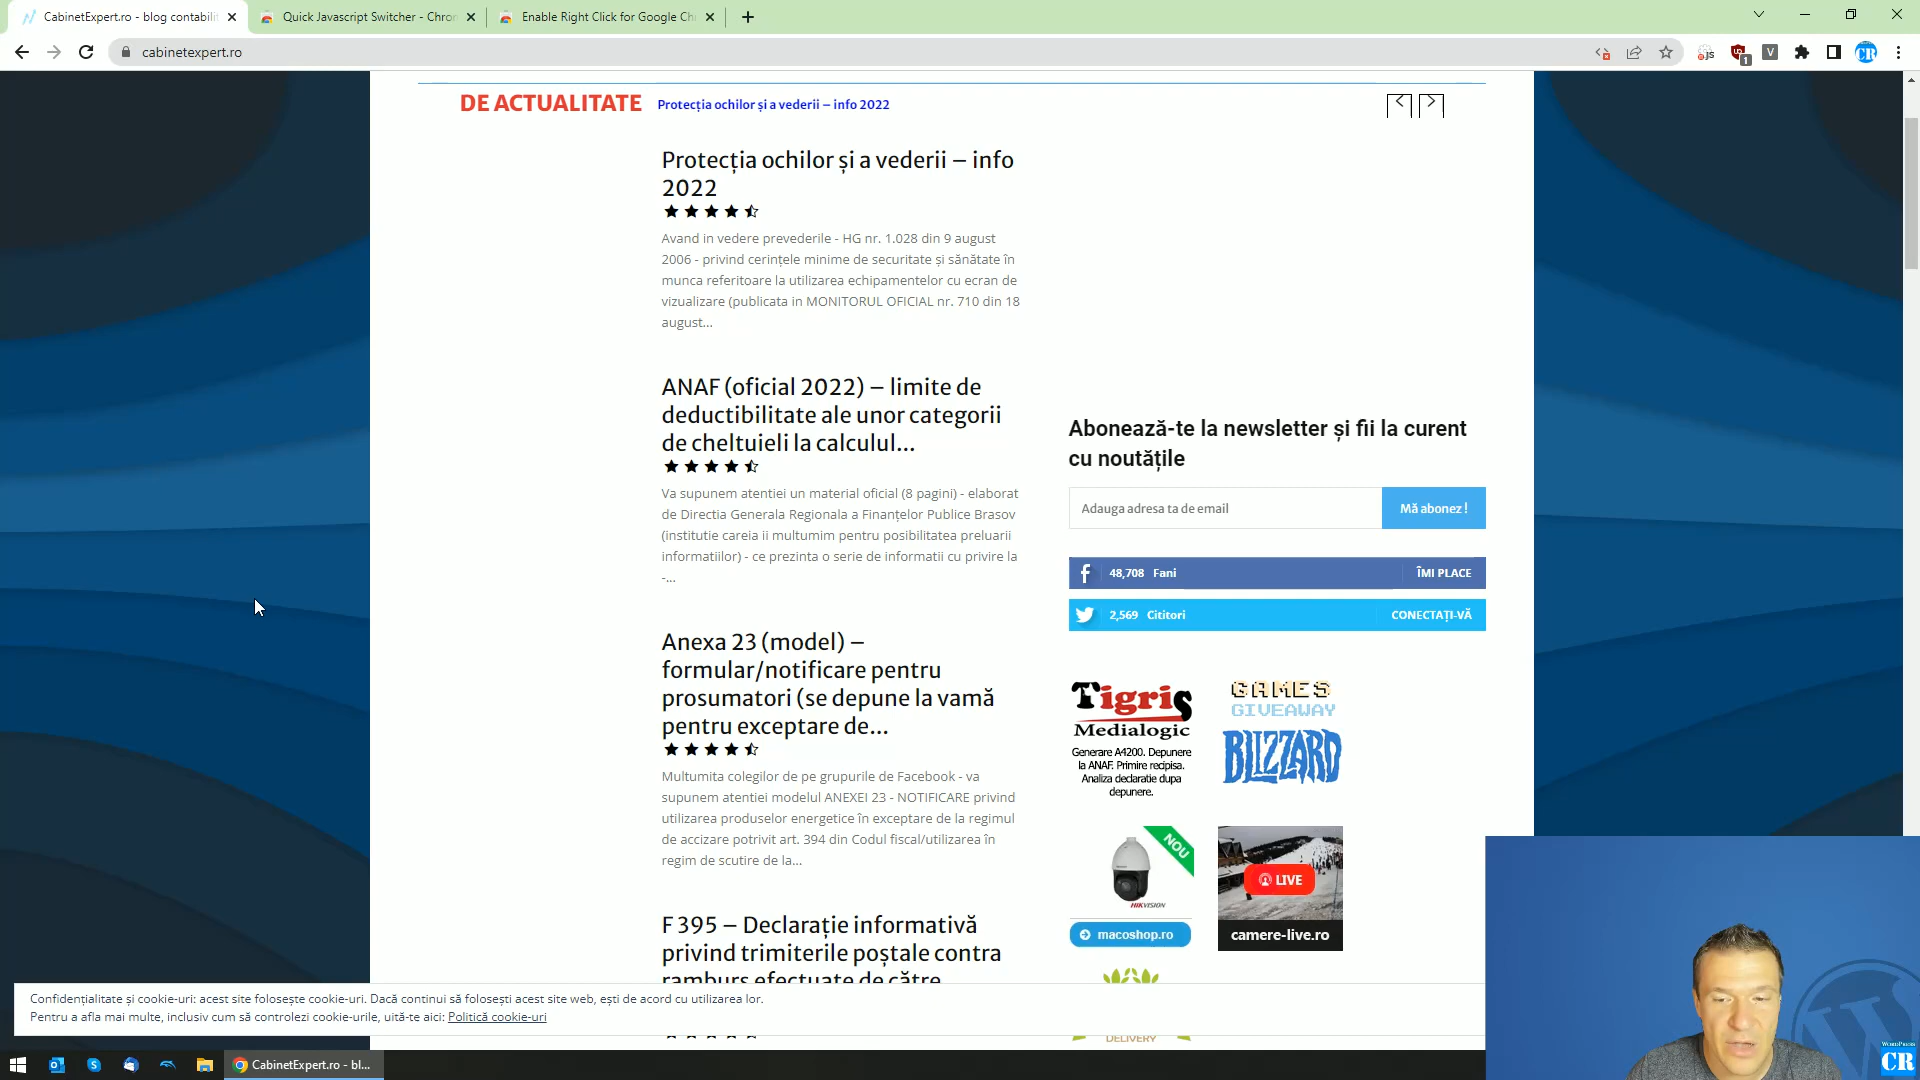 CabinetExpert.ro - blog contabilit
Quick Javascript Switcher - Chron
Enable Right Click for Google Ch
cabinetexpert.ro
JS
1
V
CR
DE ACTUALITATE
Protecția ochilor și a vederii – info 2022
Protecția ochilor și a vederii – info
2022
Avand in vedere prevederile - HG nr. 1.028 din 9 august
2006 - privind cerințele minime de securitate și sănătate în
munca referitoare la utilizarea echipamentelor cu ecran de
vizualizare (publicata in MONITORUL OFICIAL nr. 710 din 18
august...
ANAF (oficial 2022) – limite de
deductibilitate ale unor categorii
de cheltuieli la calculul...
Va supunem atentiei un material oficial (8 pagini) - elaborat
de Directia Generala Regionala a Finanțelor Publice Brasov
(institutie careia ii multumim pentru posibilitatea preluarii
informatiilor) - ce prezinta o serie de informatii cu privire la
-...
Anexa 23 (model) –
formular/notificare pentru
prosumatori (se depune la vamă
pentru exceptare de...
Multumita colegilor de pe grupurile de Facebook - va
supunem atentiei modelul ANEXEI 23 - NOTIFICARE privind
utilizarea produselor energetice în exceptare de la regimul
de accizare potrivit art. 394 din Codul fiscal/utilizarea în
regim de scutire de la...
F 395 – Declarație informativă
privind trimiterile poștale contra
ramburs efectuate de către
Abonează-te la newsletter și fii la curent
cu noutățile
Adauga adresa ta de email
Mă abonez !
48,708 Fani
ÎMI PLACE
2,569 Cititori
CONECTAȚI-VĂ
Tigris
Medialogic
Generare A4200. Depunere
la ANAF. Primire recipisa.
Analiza declaratie dupa
depunere.
GAMES
GIVEAWAY
BLIZZARD
NOU
HIKVISION
macoshop.ro
LIVE
camere-live.ro
DELIVERY
Confidențialitate și cookie-uri: acest site folosește cookie-uri. Dacă continui să folosești acest site web, ești de acord cu utilizarea lor.
Pentru a afla mai multe, inclusiv cum să controlezi cookie-urile, uită-te aici: Politică cookie-uri
CabinetExpert.ro - bl...
WORDPRESS
CR